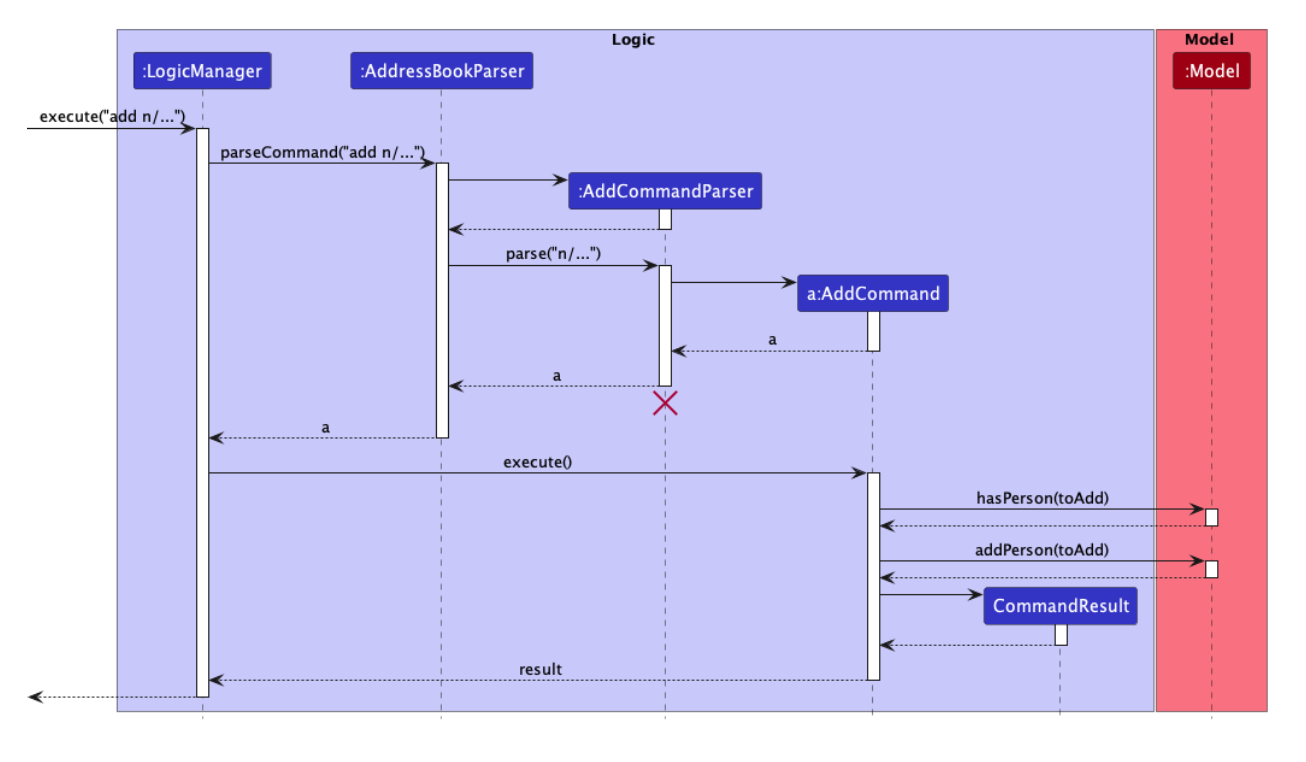 Logic
Model
:LogicManager
:AddressBookParser
:Model
execute("add n/...")
parseCommand("add n/...")
:AddCommandParser
parse("n/...")
a:AddCommand
a
a
a
execute()
hasPerson(toAdd)
addPerson(toAdd)
CommandResult
result